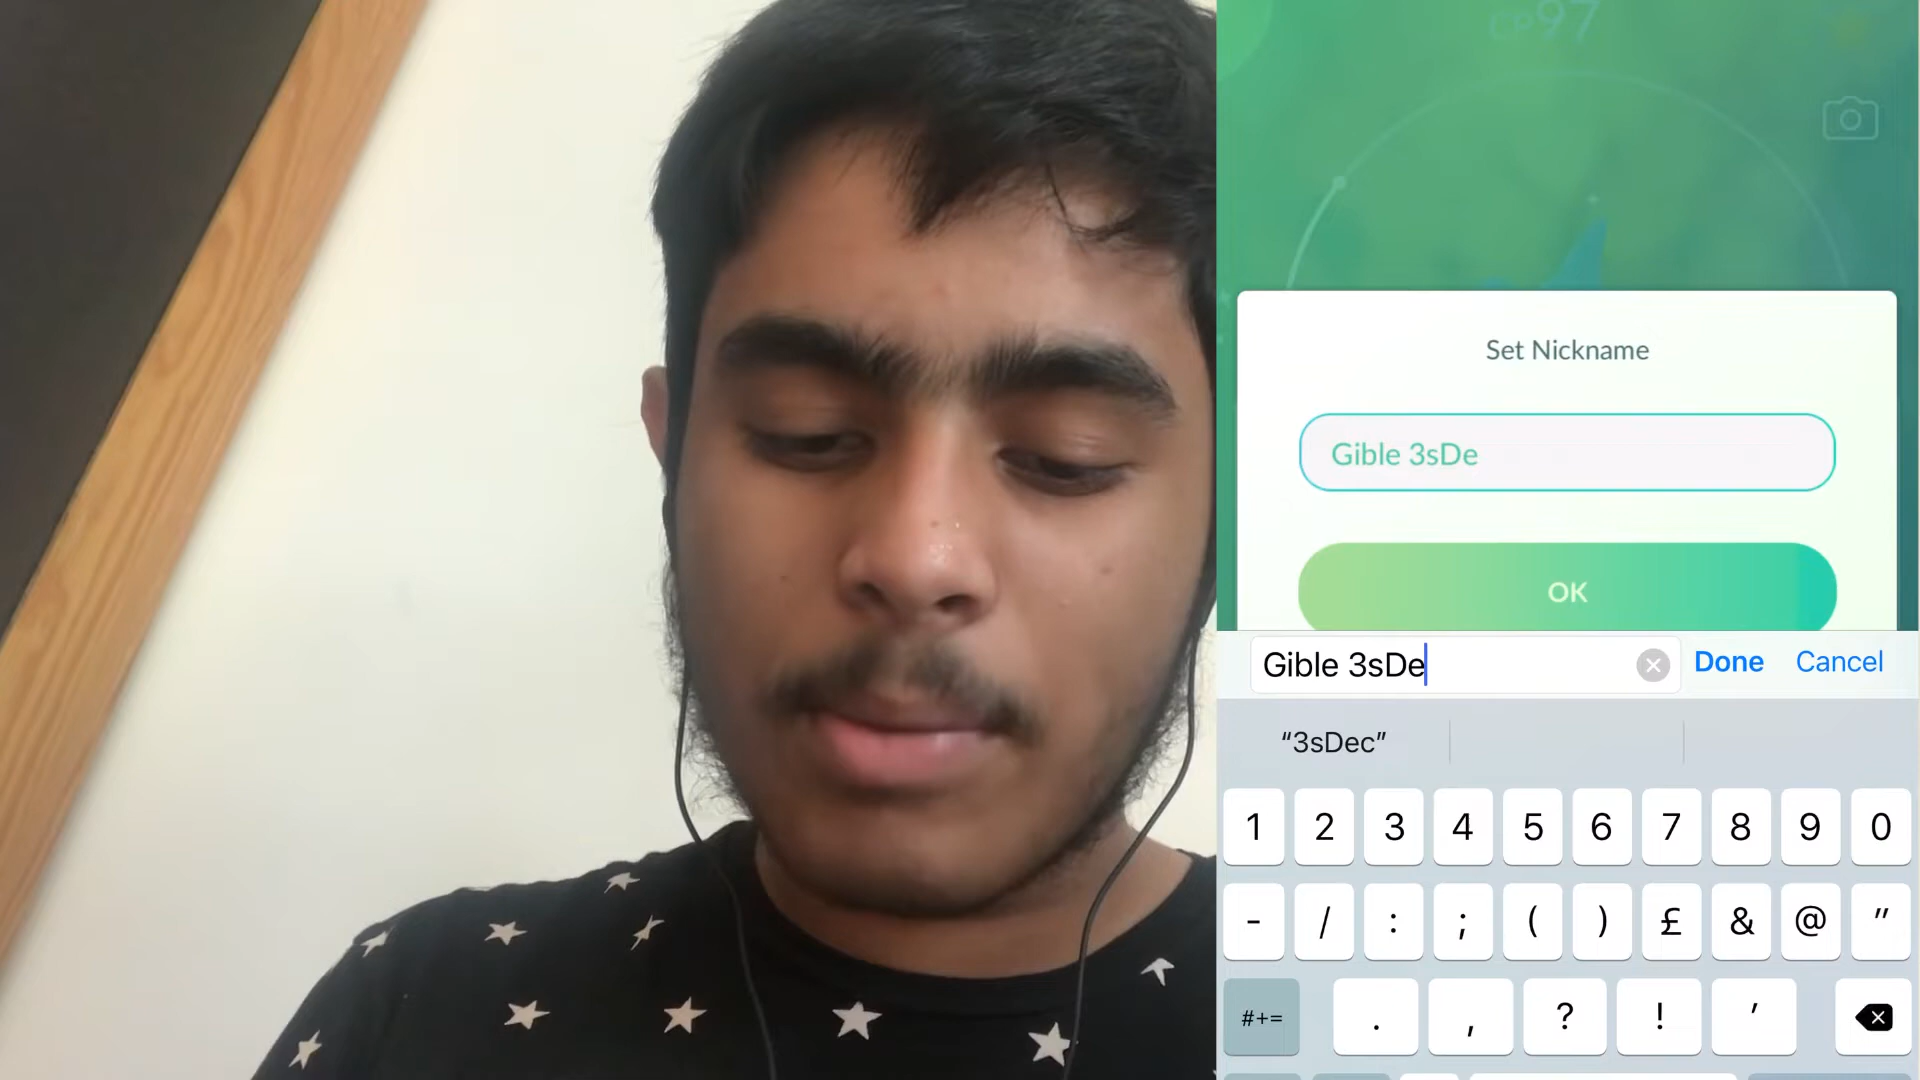 CP97
Set Nickname
Gible 3sDe
OK
Gible 3sDe Done Cancel
“3sDec”
1 2 3 4 5 6 7 8 9 0
- / : ; ( ) £ & @ "
#+= . , ? ! '